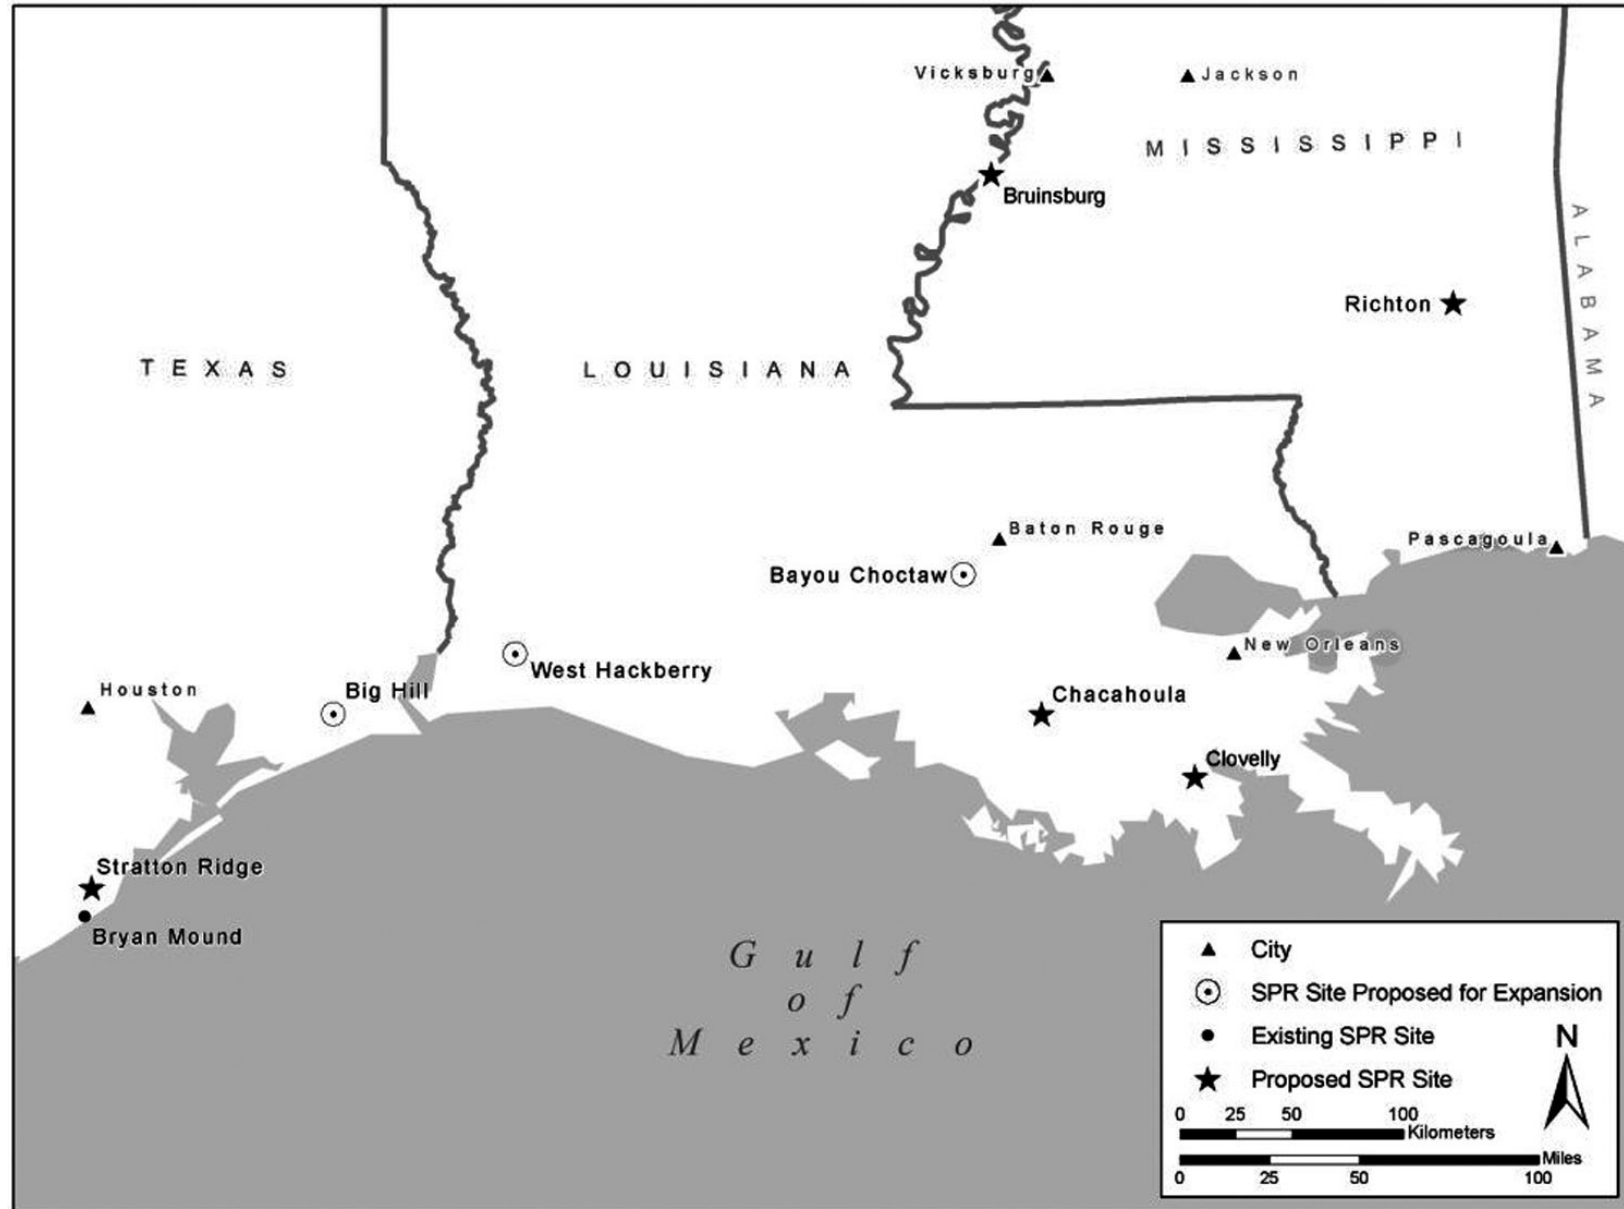 Vicksburg
Jackson
MISSISSIPPI
Bruinsburg
ALABAMA
Richton
TEXAS
LOUISIANA
Baton Rouge
Pascagoula
Bayou Choctaw
New Orleans
West Hackberry
Houston
Big Hill
Chacahoula
Clovelly
Stratton Ridge
Bryan Mound
Gulf
of
Mexico
City
SPR Site Proposed for Expansion
Existing SPR Site
Proposed SPR Site
N
0 25 50 100
Kilometers
Miles
0 25 50 100